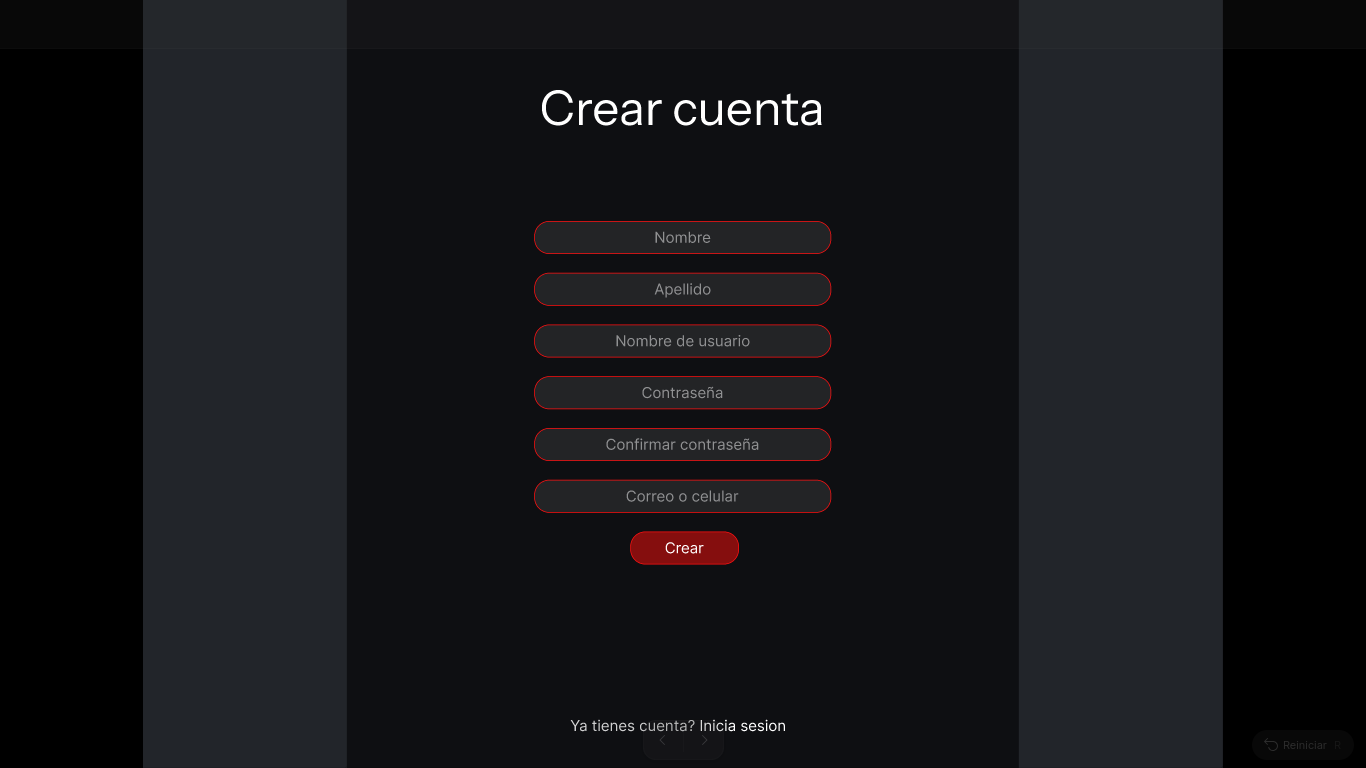 Crear cuenta
Nombre
Apellido
Nombre de usuario
Contraseña
Confirmar contraseña
Correo o celular
Crear
Ya tienes cuenta? Inicia sesion
Reiniciar R